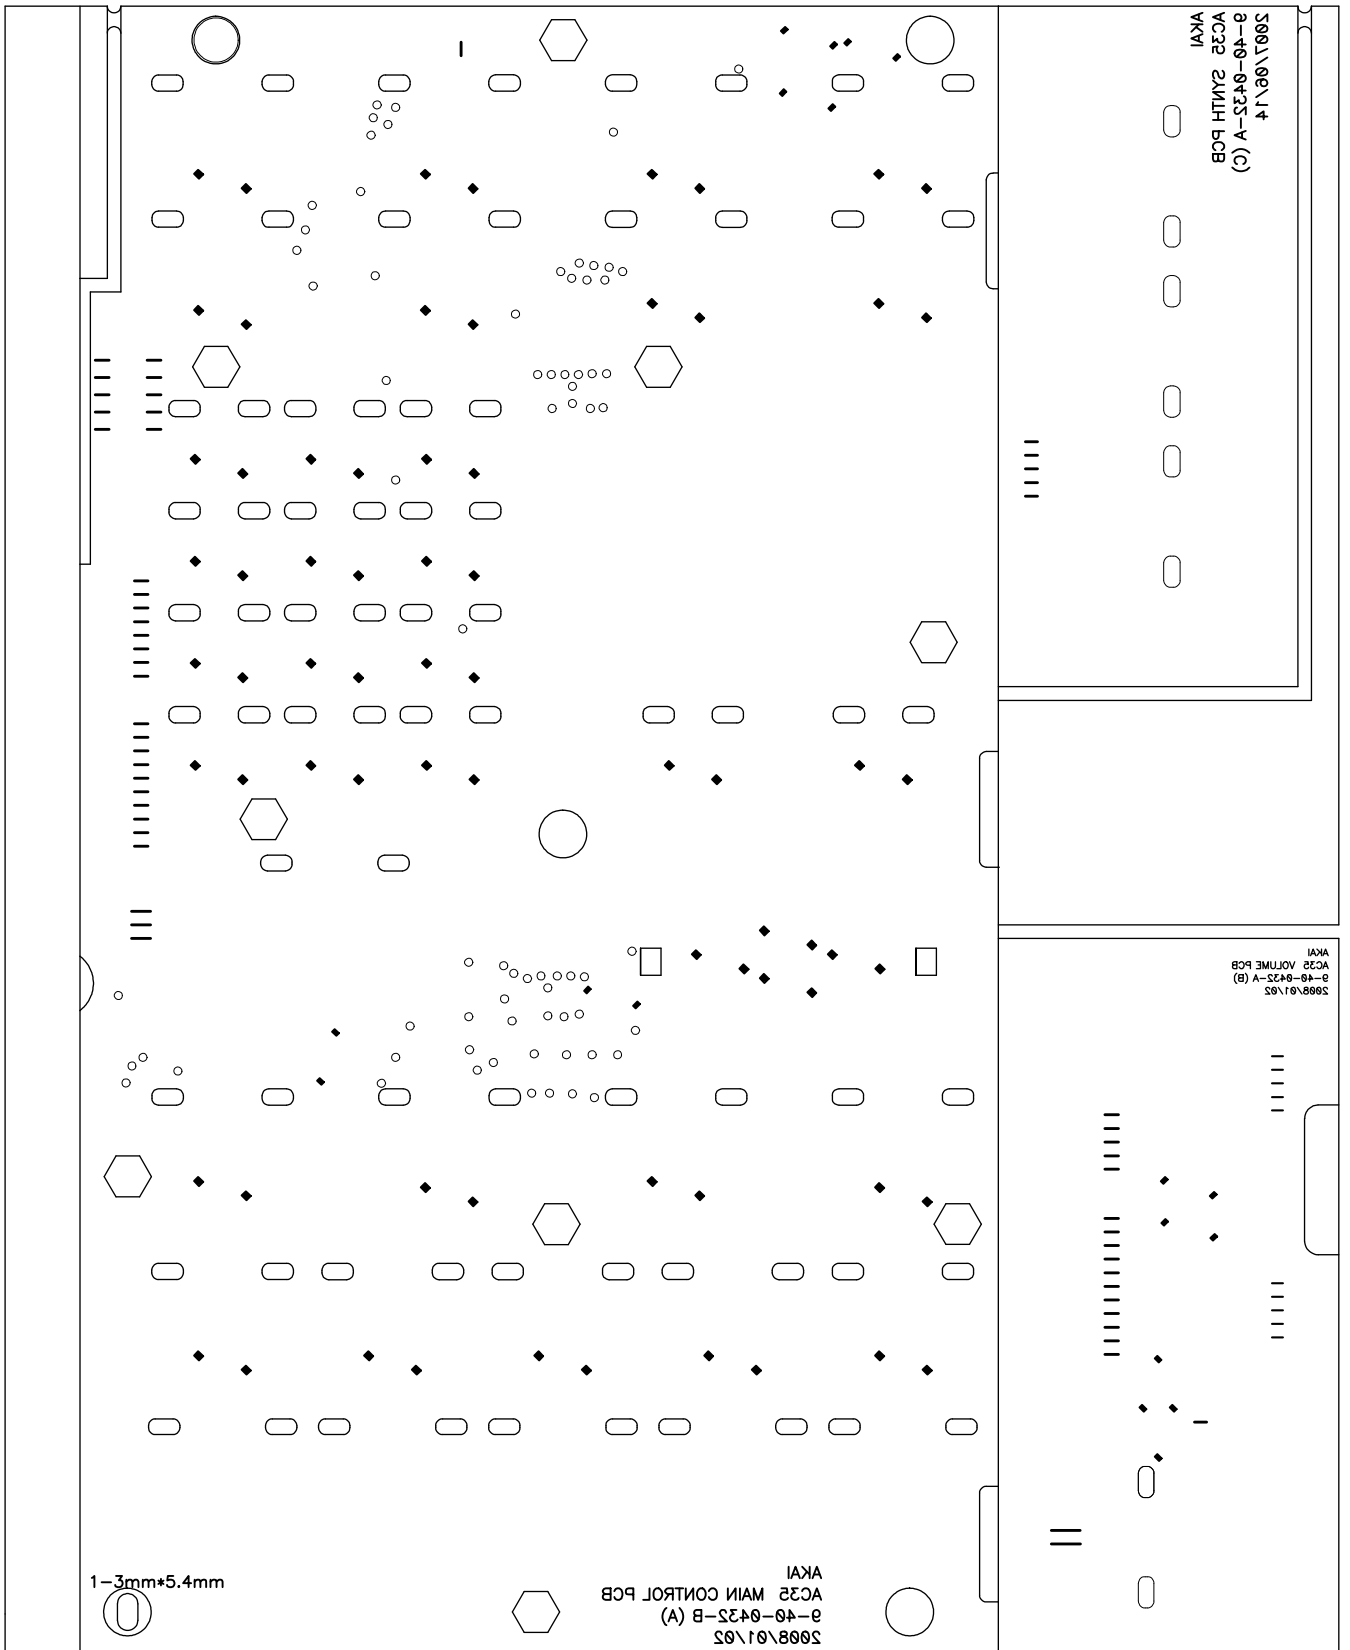 AKAI
AC35 SYNTH PCB
9-40-0432-A (C)
2007/06/14
AKAI
AC35 VOLUME PCB
9-40-0432-A (B)
2008/01/02
1-3mm*5.4mm
AKAI
AC35 MAIN CONTROL PCB
9-40-0432-B (A)
2008/01/02